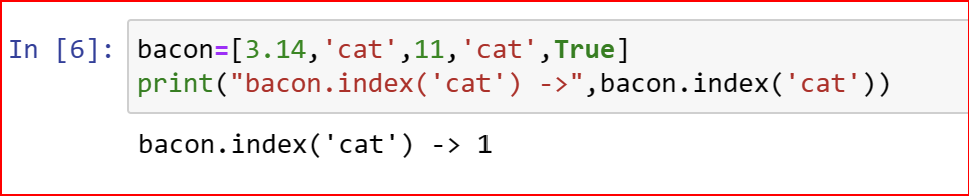 In [6]: bacon=[3.14,'cat',11,'cat',True]
print("bacon.index('cat') ->",bacon.index('cat'))
bacon.index('cat') -> 1